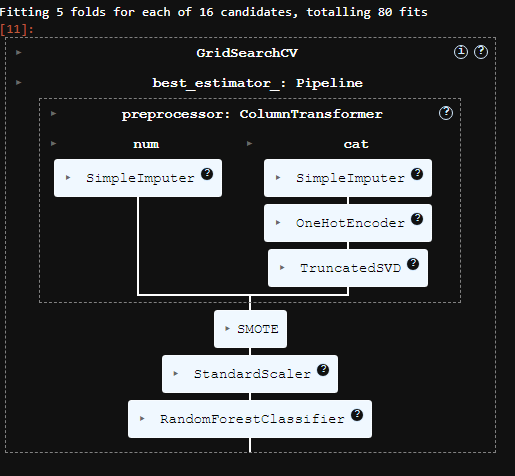 Fitting 5 folds for each of 16 candidates, totalling 80 fits
[11]:
▸ GridSearchCV i ?
▸ best_estimator_: Pipeline
▸ preprocessor: ColumnTransformer ?
▸ num ▸ cat
▸ SimpleImputer ? ▸ SimpleImputer ?
▸ OneHotEncoder ?
▸ TruncatedSVD ?
▸ SMOTE
▸ StandardScaler ?
▸ RandomForestClassifier ?